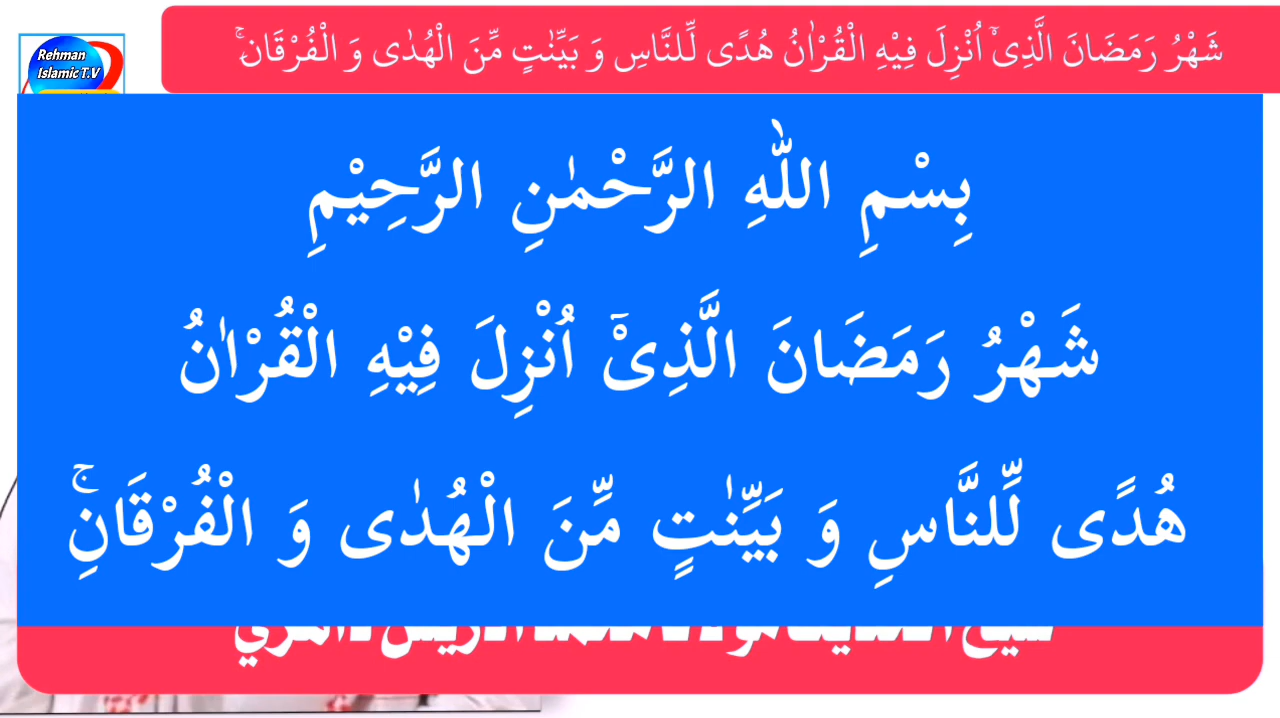 شَهْرُ رَمَضَانَ الَّذِیْۤ اُنْزِلَ فِیْهِ الْقُرْاٰنُ هُدًی لِّلنَّاسِ وَ بَیِّنٰتٍ مِّنَ الْهُدٰی وَ الْفُرْقَانِۚ
Rehman
Islamic T.V
بِسْمِ اللّٰهِ الرَّحْمٰنِ الرَّحِیْمِ
شَهْرُ رَمَضَانَ الَّذِیْۤ اُنْزِلَ فِیْهِ الْقُرْاٰنُ
هُدًی لِّلنَّاسِ وَ بَیِّنٰتٍ مِّنَ الْهُدٰی وَ الْفُرْقَانِۚ